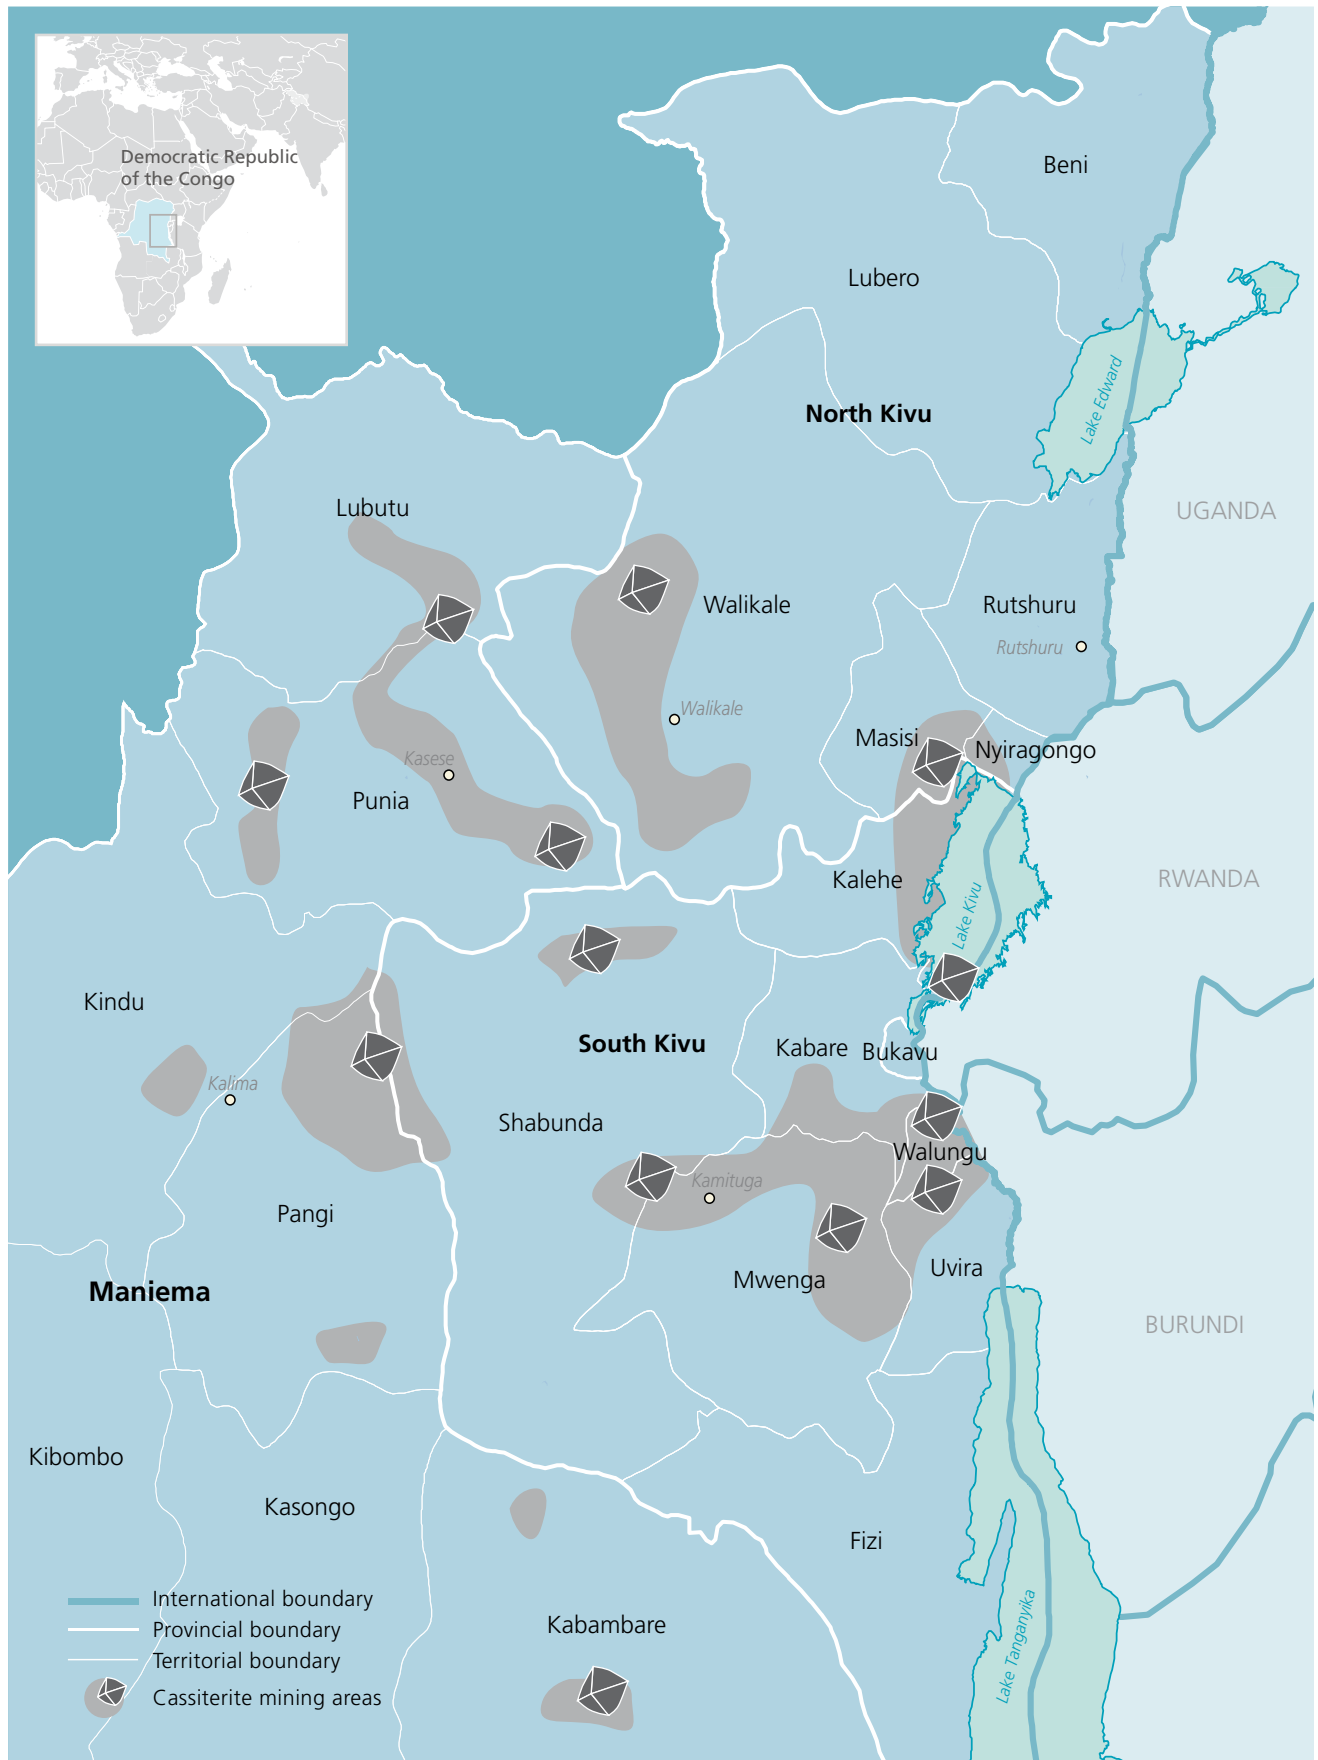 Democratic Republic
of the Congo
Beni
Lubero
Lake Edward
North Kivu
UGANDA
Lubutu
Walikale
Rutshuru
Rutshuru
Walikale
Masisi
Nyiragongo
Kasese
Punia
Kalehe
RWANDA
Lake Kivu
Kindu
South Kivu
Kabare
Bukavu
Kalima
Shabunda
Walungu
Kamituga
Pangi
Uvira
Mwenga
Maniema
BURUNDI
Kibombo
Kasongo
Fizi
International boundary
Kabambare
Provincial boundary
Lake Tanganyika
Territorial boundary
Cassiterite mining areas